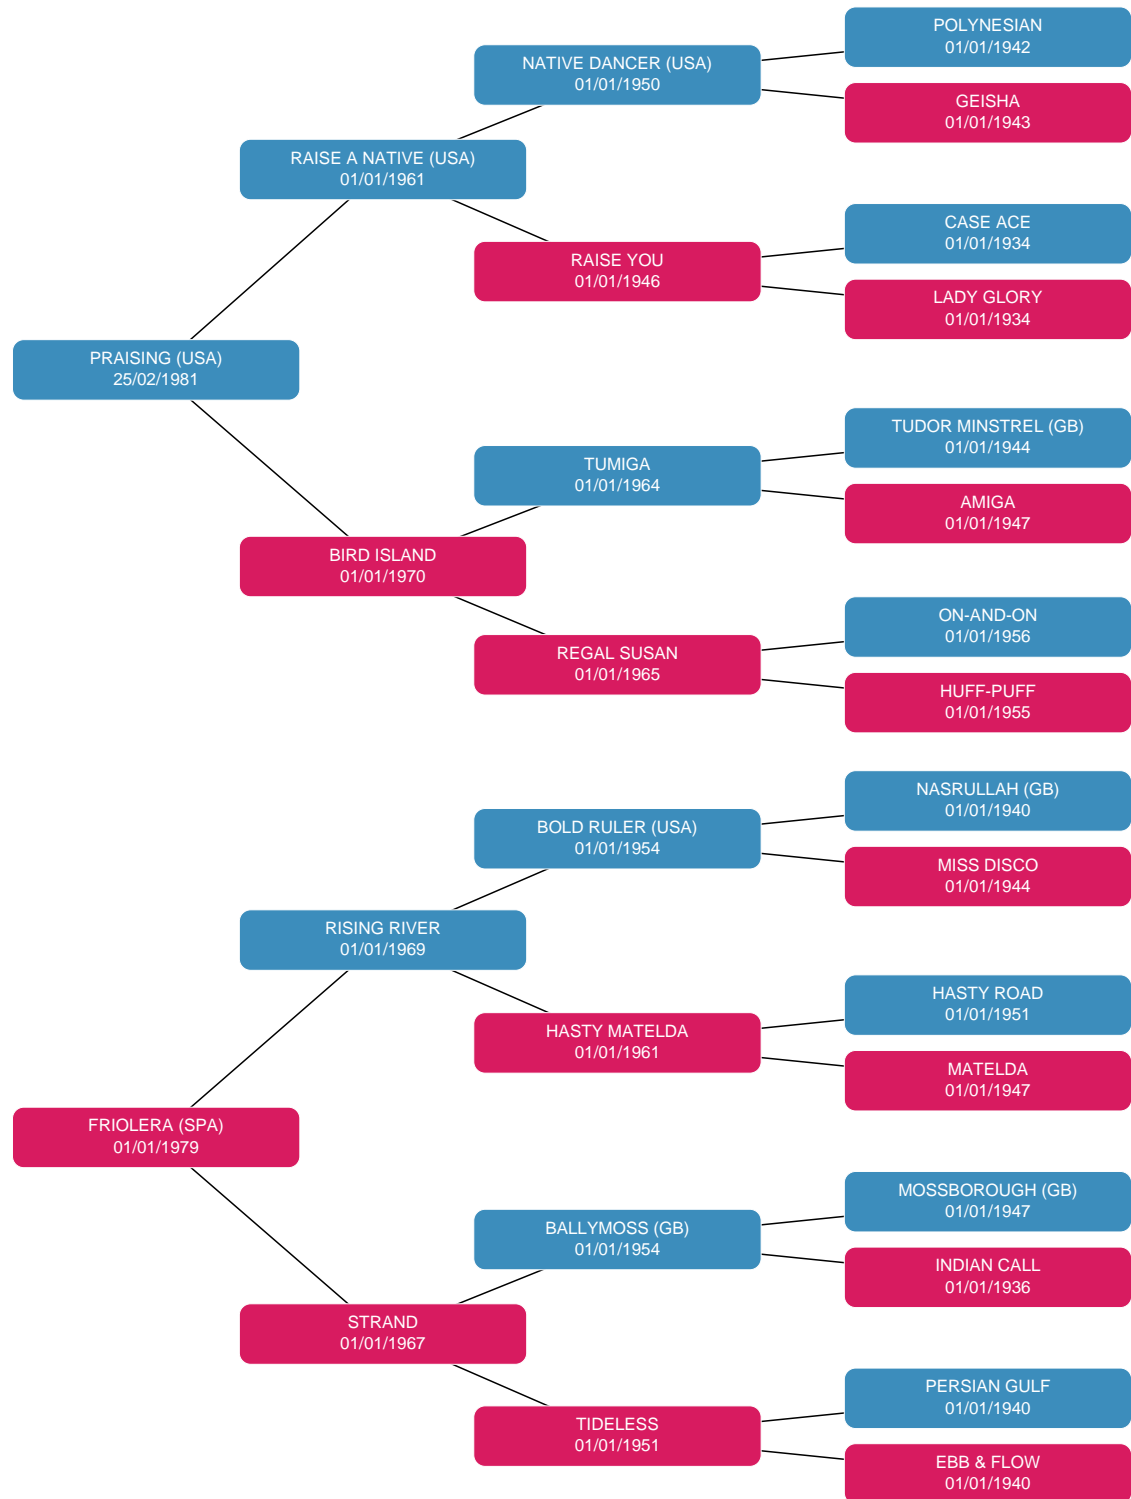 POLYNESIAN
01/01/1942
NATIVE DANCER (USA)
01/01/1950
GEISHA
01/01/1943
RAISE A NATIVE (USA)
01/01/1961
CASE ACE
01/01/1934
RAISE YOU
01/01/1946
LADY GLORY
01/01/1934
PRAISING (USA)
25/02/1981
TUDOR MINSTREL (GB)
01/01/1944
TUMIGA
01/01/1964
AMIGA
01/01/1947
BIRD ISLAND
01/01/1970
ON-AND-ON
01/01/1956
REGAL SUSAN
01/01/1965
HUFF-PUFF
01/01/1955
NASRULLAH (GB)
01/01/1940
BOLD RULER (USA)
01/01/1954
MISS DISCO
01/01/1944
RISING RIVER
01/01/1969
HASTY ROAD
01/01/1951
HASTY MATELDA
01/01/1961
MATELDA
01/01/1947
FRIOLERA (SPA)
01/01/1979
MOSSBOROUGH (GB)
01/01/1947
BALLYMOSS (GB)
01/01/1954
INDIAN CALL
01/01/1936
STRAND
01/01/1967
PERSIAN GULF
01/01/1940
TIDELESS
01/01/1951
EBB & FLOW
01/01/1940